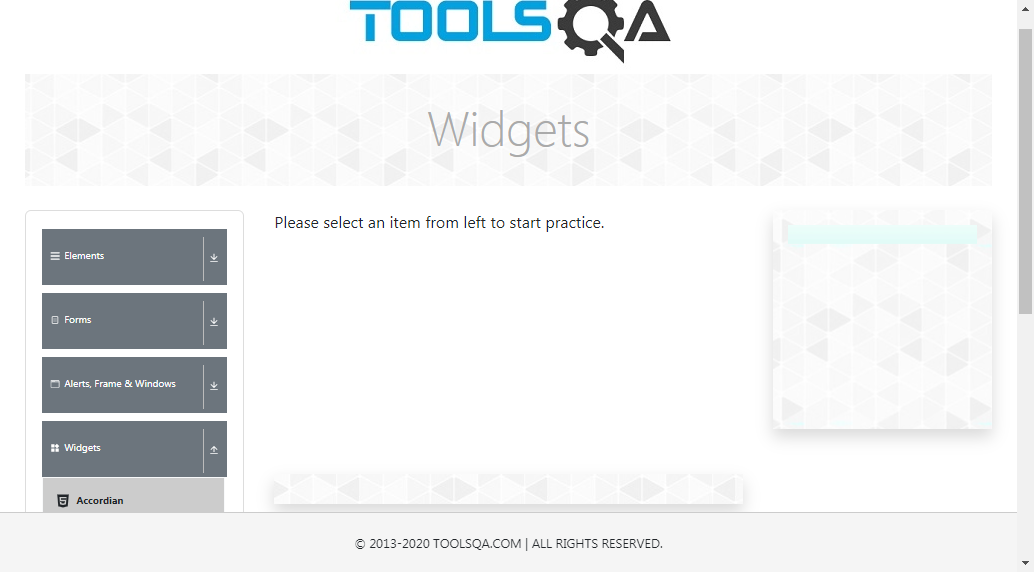 TOOLSQA
Widgets
Elements
Forms
Alerts, Frame & Windows
Widgets
Accordian
Please select an item from left to start practice.
© 2013-2020 TOOLSQA.COM | ALL RIGHTS RESERVED.